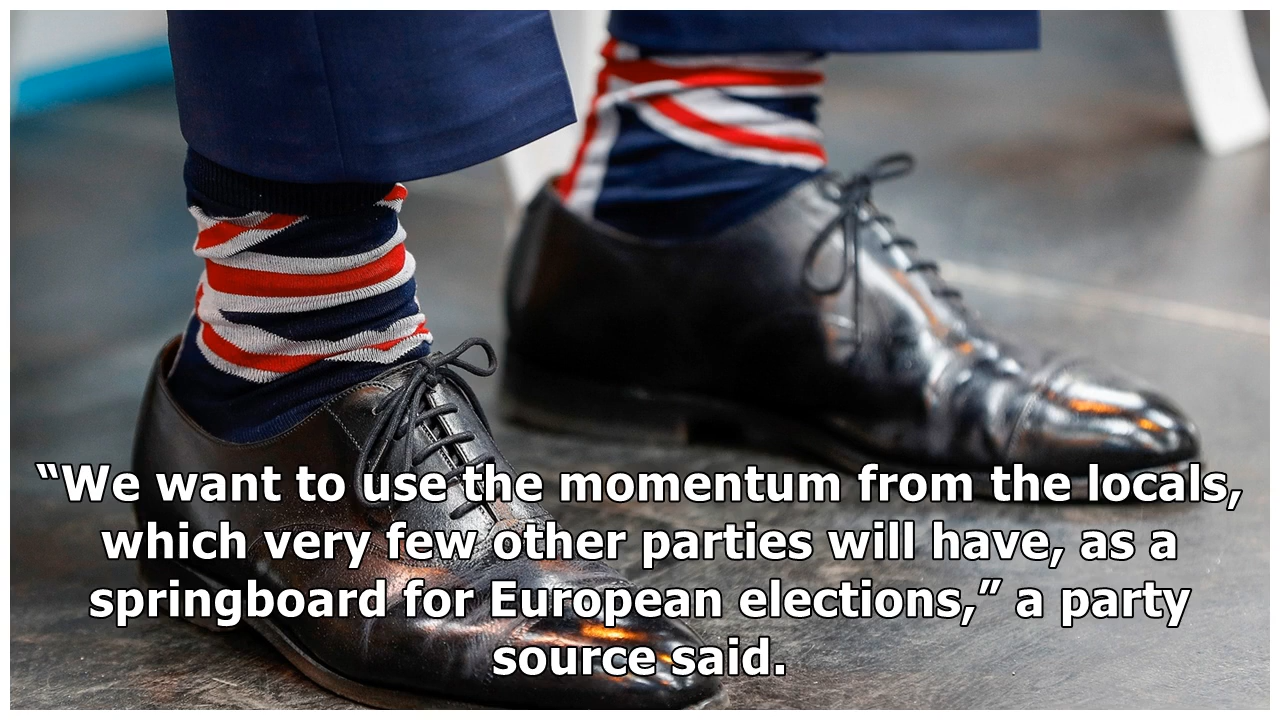 “We want to use the momentum from the locals,
which very few other parties will have, as a
springboard for European elections,” a party
source said.